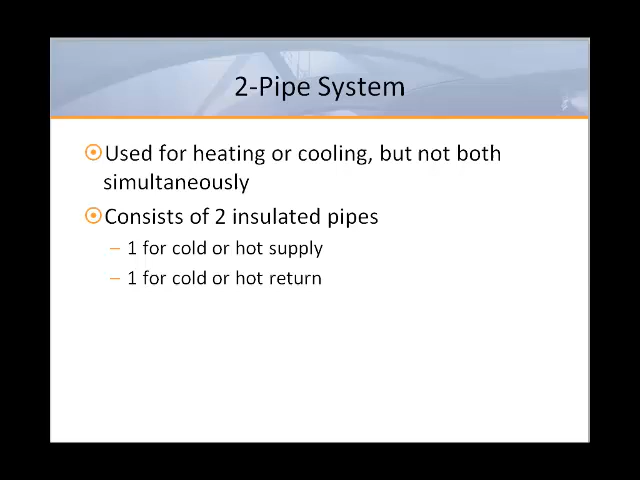 2-Pipe System
Used for heating or cooling, but not both
simultaneously
Consists of 2 insulated pipes
– 1 for cold or hot supply
– 1 for cold or hot return